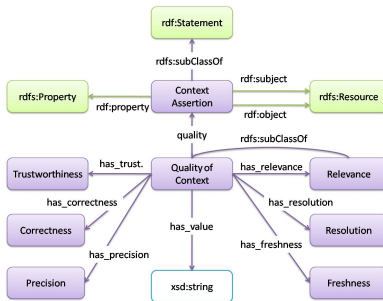 rdf:Statement
rdfs:subClassOf
rdfs:Property
rdf:property
Context
Assertion
rdf:subject
rdf:object
rdfs:Resource
quality
rdfs:subClassOf
Trustworthiness
has_trust.
Quality of
Context
has_relevance
Relevance
has_correctness
has_resolution
Correctness
has_value
Resolution
has_precision
has_freshness
Precision
xsd:string
Freshness